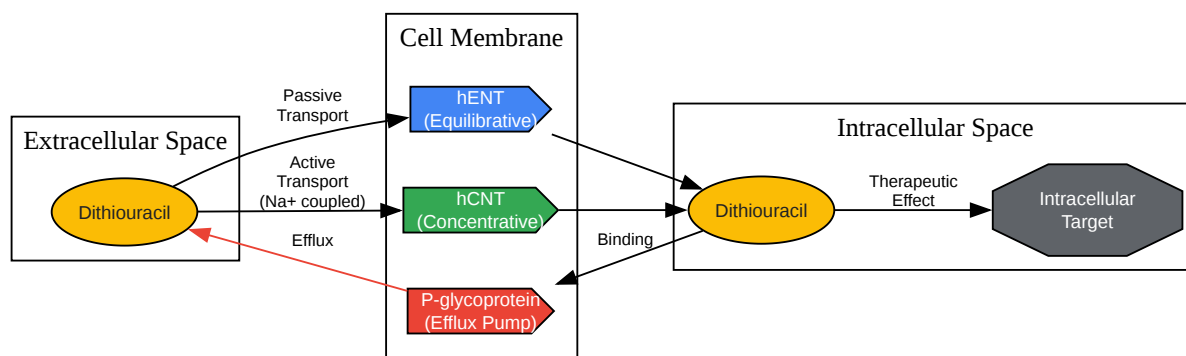 Extracellular Space
Dithiouracil
Passive
Transport
Active
Transport
(Na+ coupled)
Efflux
Cell Membrane
hENT
(Equilibrative)
hCNT
(Concentrative)
P-glycoprotein
(Efflux Pump)
Binding
Intracellular Space
Dithiouracil
Therapeutic
Effect
Intracellular
Target